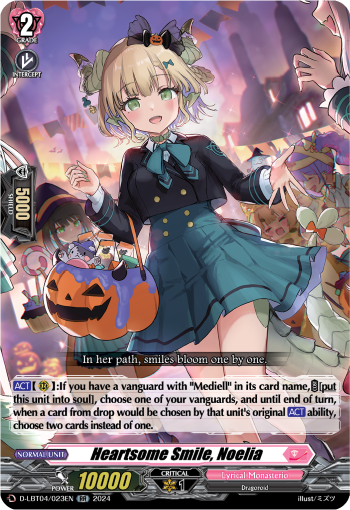 2
GRADE
INTERCEPT
5000
SHIELD
In her path, smiles bloom one by one.
ACT【 】:If you have a vanguard with "Mediell" in its card name, [put
this unit into soul], choose one of your vanguards, and until end of turn,
when a card from drop would be chosen by that unit's original ACT ability,
choose two cards instead of one.
NORMAL UNIT
Heartsome Smile, Noelia
POWER 10000
CRITICAL
1
Lyrical Monasterio
Dragoroid
D-LBT04/023EN RR 2024
illust/ミズツ